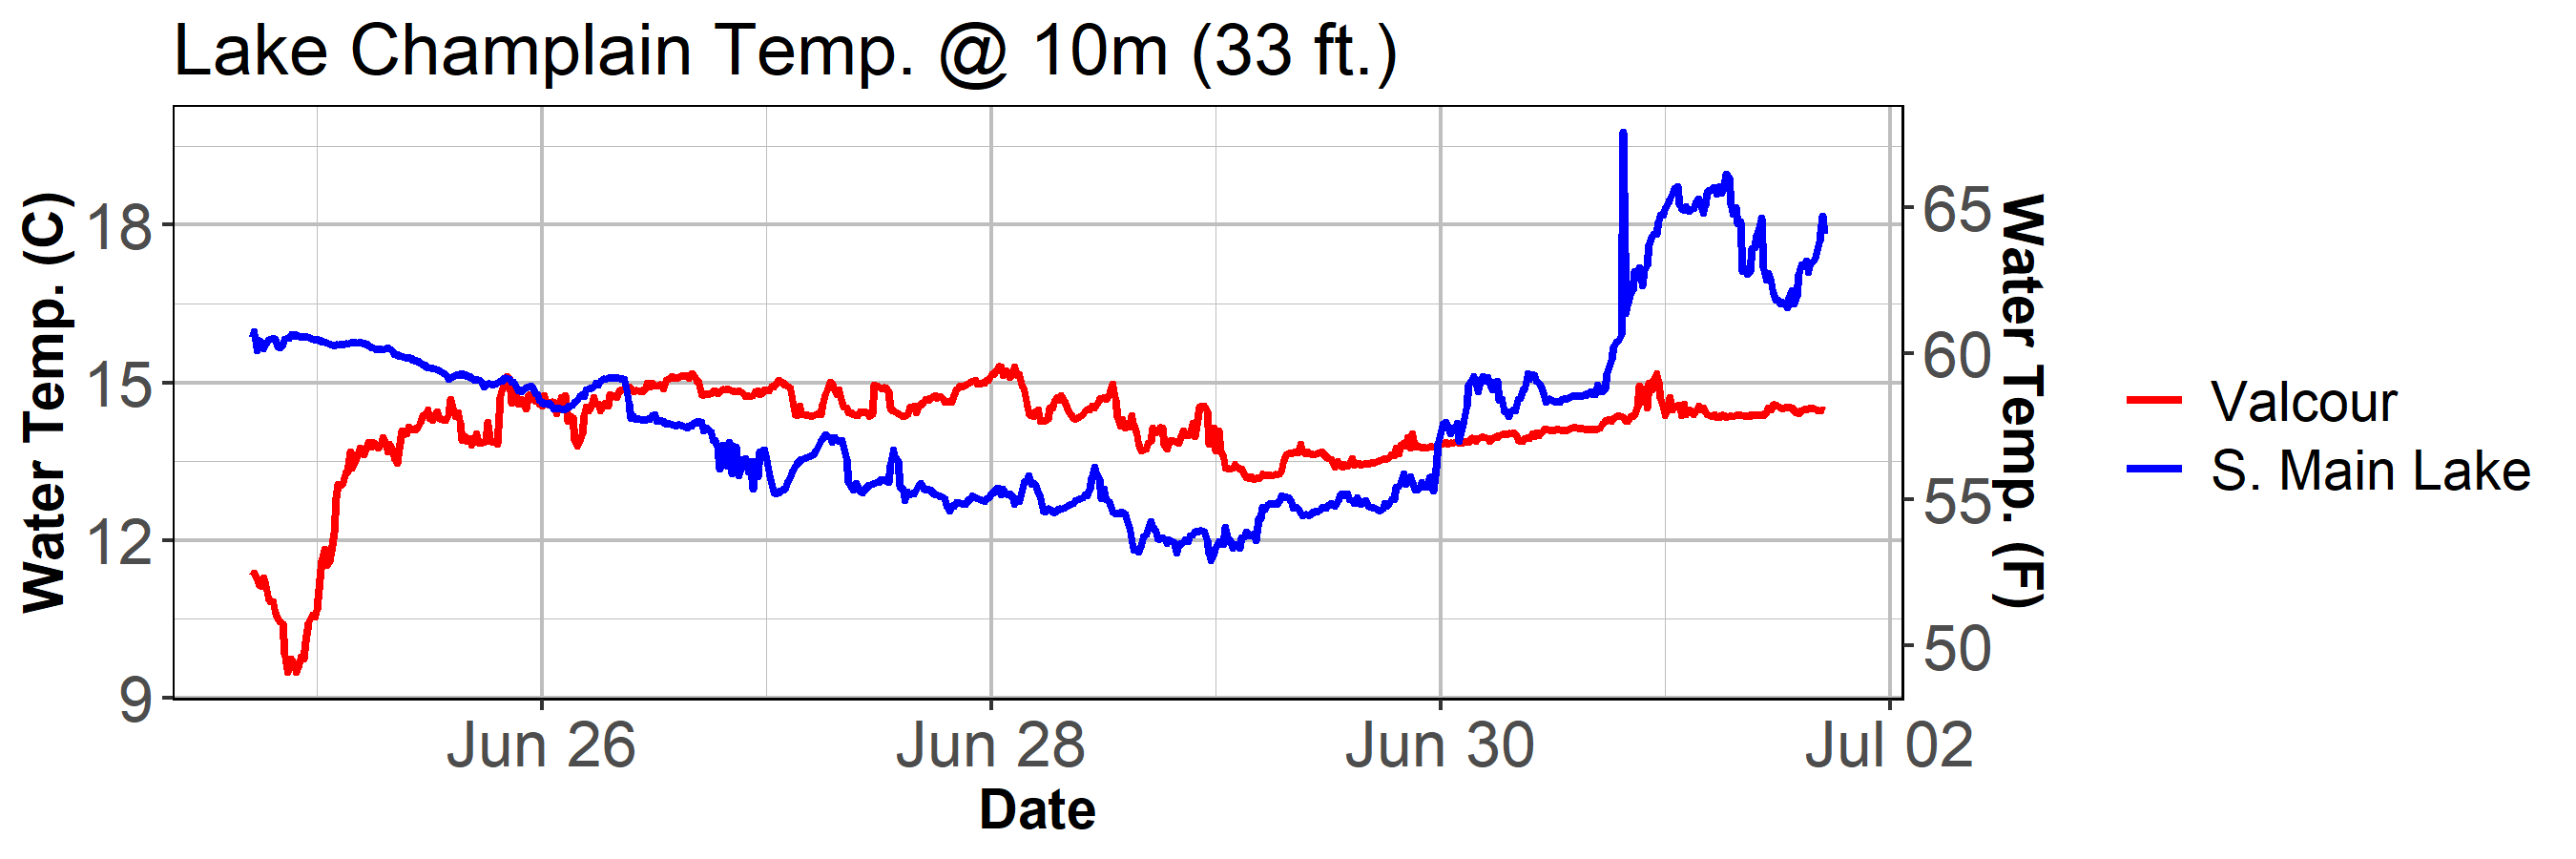 Lake Champlain Temp. @ 10m (33 ft.)
Water Temp. (C)
18
15
12
9
65
60
55
50
Water Temp. (F)
Jun 26
Jun 28
Jun 30
Jul 02
Date
Valcour
S. Main Lake